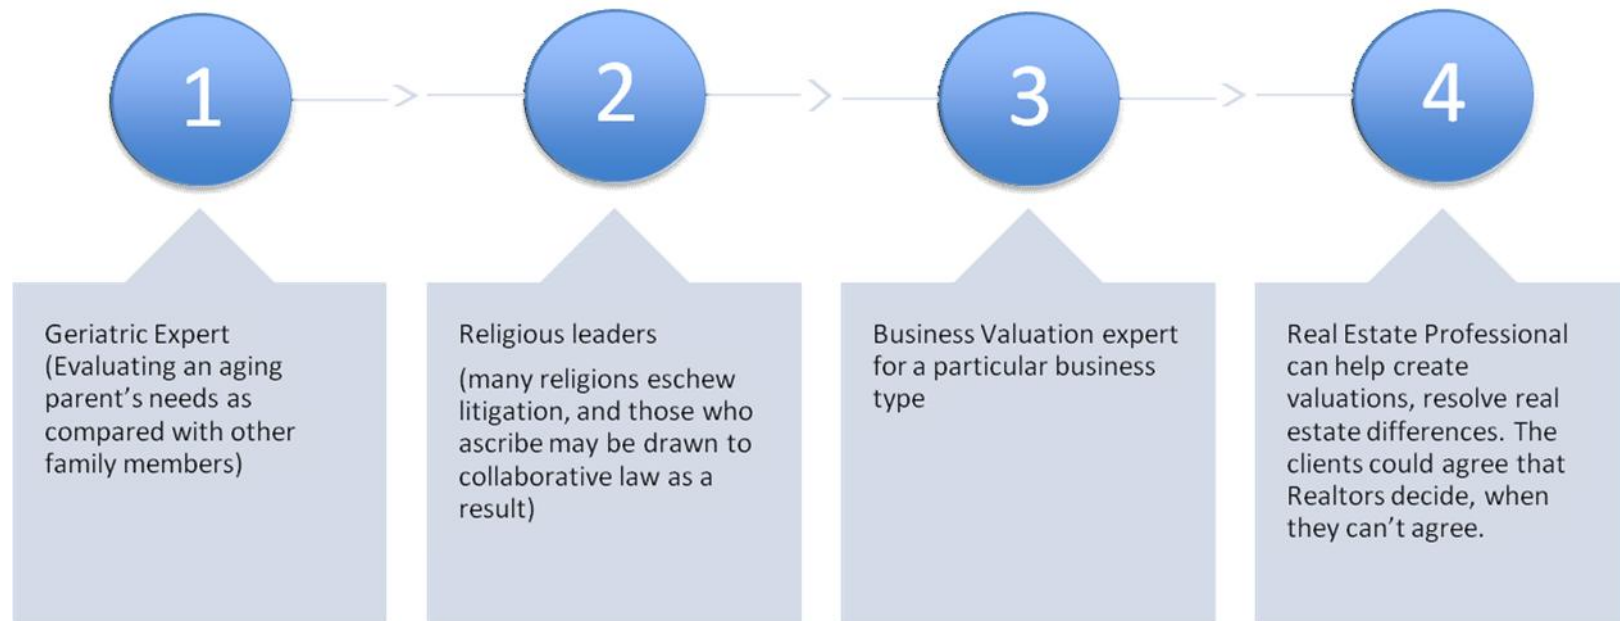 1
2
3
4
Geriatric Expert
(Evaluating an aging
parent's needs as
compared with other
family members)
Religious leaders
(many religions eschew
litigation, and those who
ascribe may be drawn to
collaborative law as a
result)
Business Valuation expert
for a particular business
type
Real Estate Professional
can help create
valuations, resolve real
estate differences. The
clients could agree that
Realtors decide, when
they can't agree.